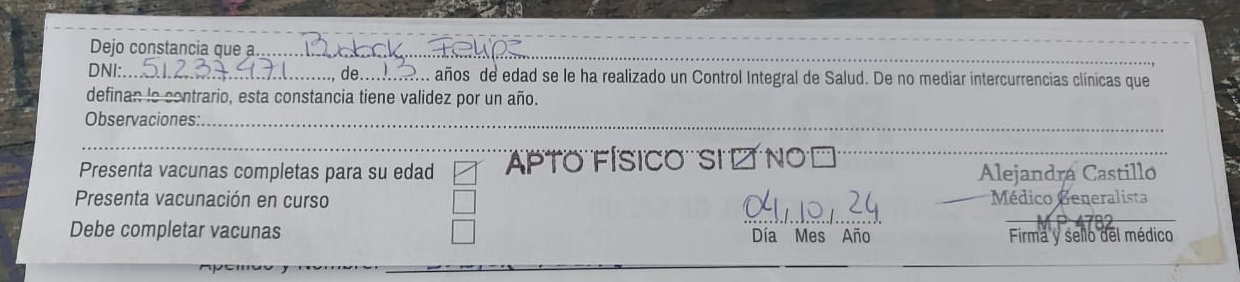 Dejo constancia que a.......... Felipe..........,
DNI:...51237471........, de....13... años de edad se le ha realizado un Control Integral de Salud. De no mediar intercurrencias clínicas que
definan lo contrario, esta constancia tiene validez por un año.
Observaciones:..........
APTO FÍSICO SI ☑ NO ☐
Presenta vacunas completas para su edad ☑
Presenta vacunación en curso ☐
Debe completar vacunas ☐
04/10/24
Día Mes Año
Alejandra Castillo
Médico Generalista
M.P 4782
Firma y sello del médico
Apellido y Nombre: